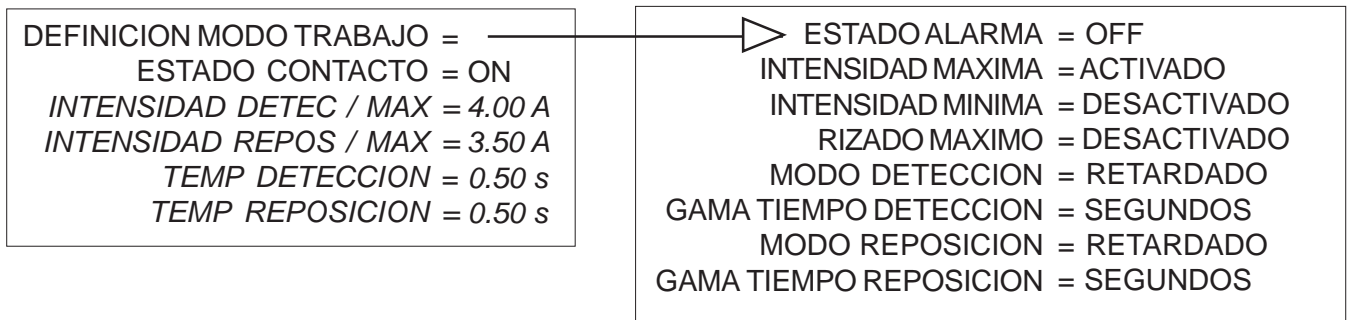 DEFINICION MODO TRABAJO =
ESTADO CONTACTO = ON
INTENSIDAD DETEC / MAX = 4.00 A
INTENSIDAD REPOS / MAX = 3.50 A
TEMP DETECCION = 0.50 s
TEMP REPOSICION = 0.50 s
ESTADO ALARMA = OFF
INTENSIDAD MAXIMA = ACTIVADO
INTENSIDAD MINIMA = DESACTIVADO
RIZADO MAXIMO = DESACTIVADO
MODO DETECCION = RETARDADO
GAMA TIEMPO DETECCION = SEGUNDOS
MODO REPOSICION = RETARDADO
GAMA TIEMPO REPOSICION = SEGUNDOS